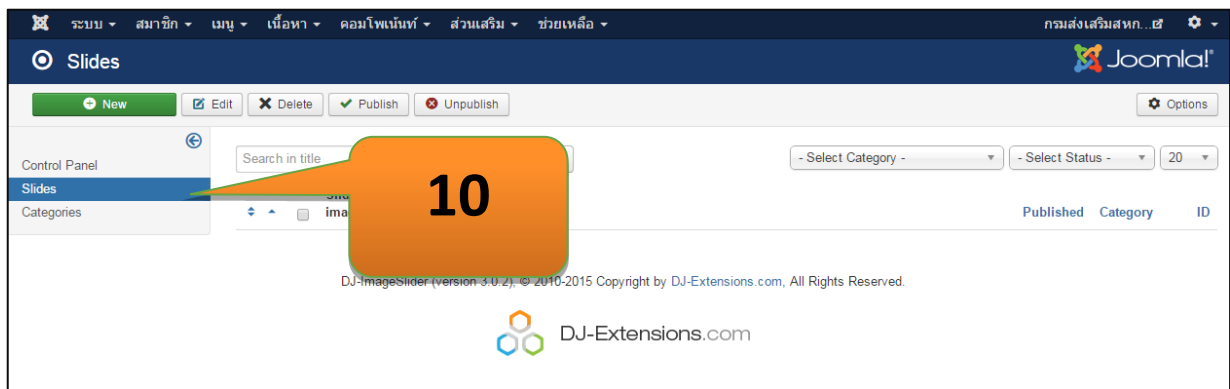 ระบบ สมาชิก เมนู เนื้อหา คอมโพเน้นท์ ส่วนเสริม ช่วยเหลือ กรมส่งเสริมสหก...
Slides Joomla!®
New Edit Delete Publish Unpublish Options
Search in title - Select Category - - Select Status - 20
Control Panel
Slides
Categories
10
Published Category ID
DJ-ImageSlider (version 3.0.2), © 2010-2015 Copyright by DJ-Extensions.com, All Rights Reserved.
DJ-Extensions.com